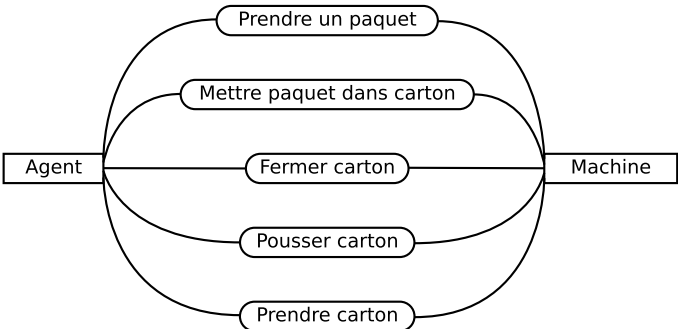 Prendre un paquet
Mettre paquet dans carton
Agent
Fermer carton
Machine
Pousser carton
Prendre carton